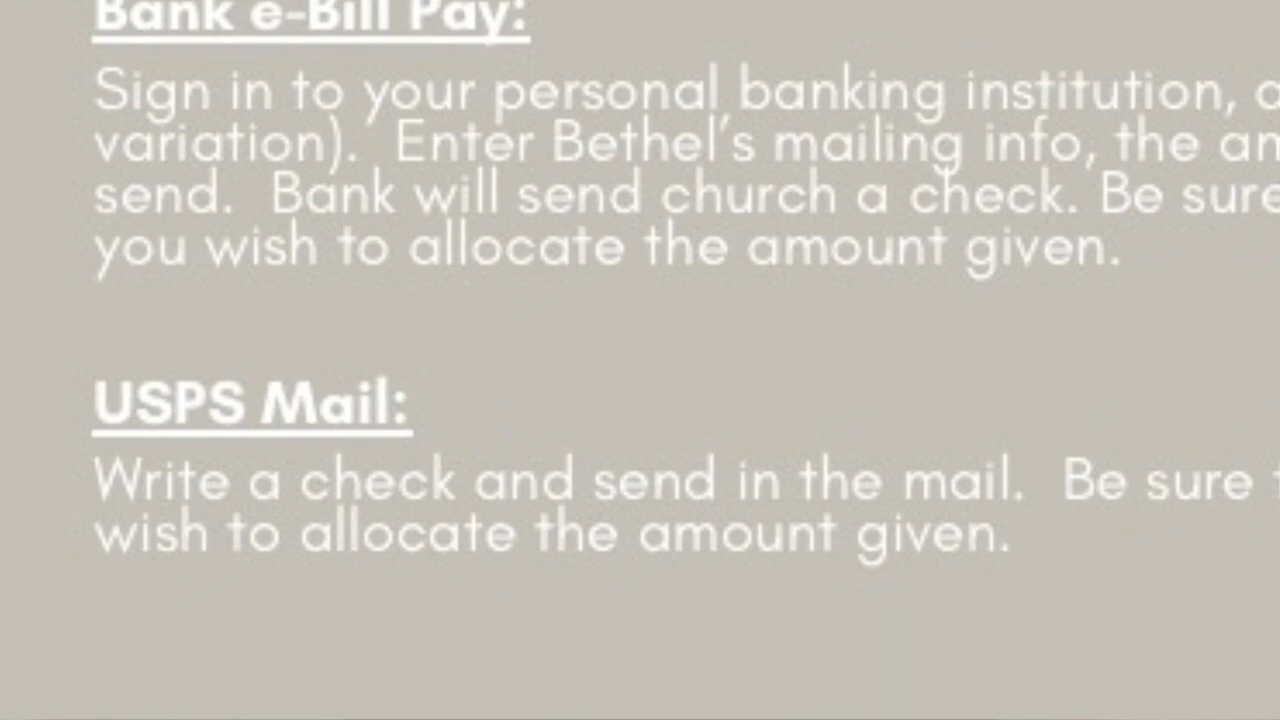 Bank e-Bill Pay:
Sign in to your personal banking institution,
variation).  Enter Bethel's mailing info, the
send.  Bank will send church a check. Be sure
you wish to allocate the amount given.
USPS Mail:
Write a check and send in the mail.  Be sure
wish to allocate the amount given.